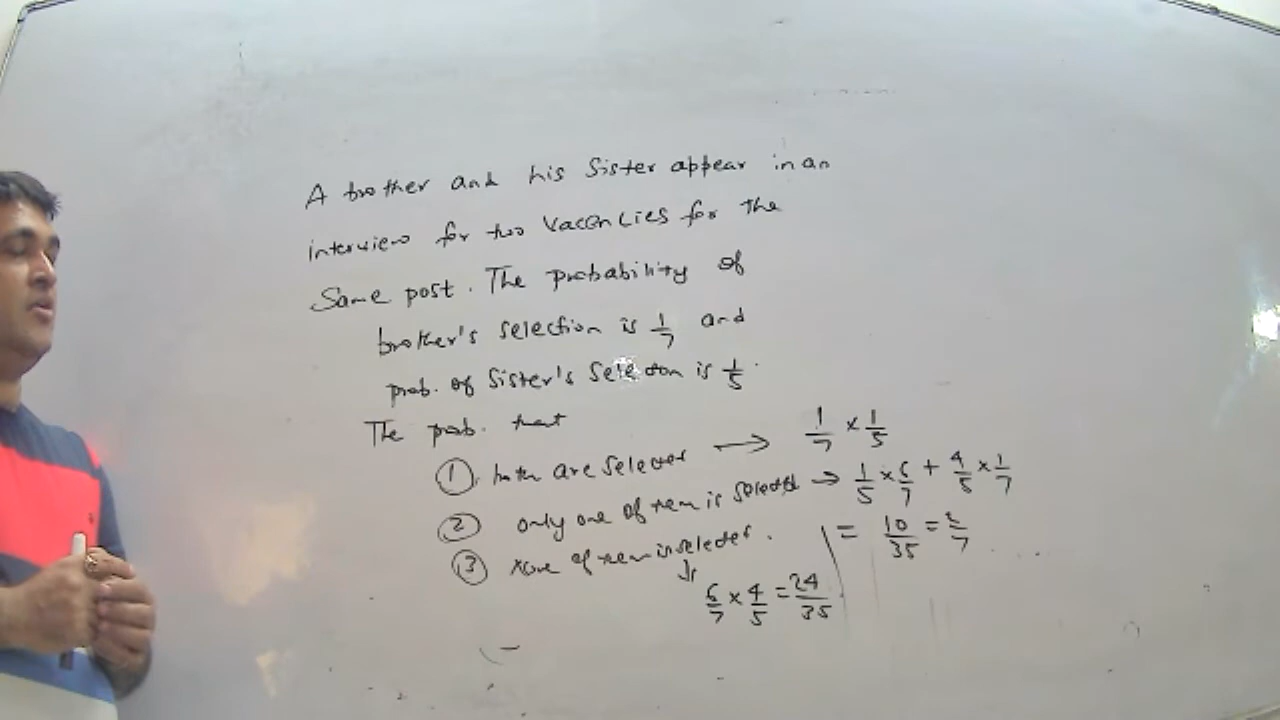 A brother and his Sister appear in an
interview for two vacancies for the
Same post. The probability of
brother's selection is 1/7 and
prob. of Sister's Selection is 1/5.
The prob. that
① both are selected → 1/7 × 1/5
② only one of them is selected → 1/5 × 6/7 + 4/5 × 1/7
= 10/35 = 2/7
③ None of them is selected.
↓
6/7 × 4/5 = 24/35